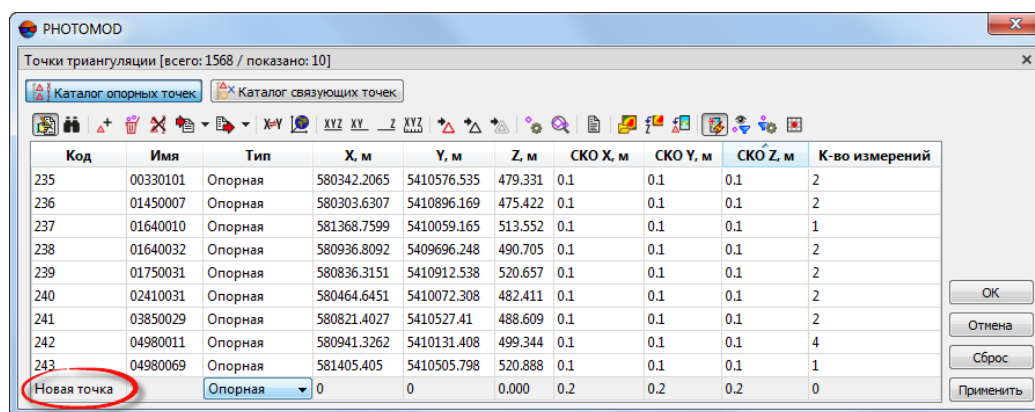 PHOTOMOD
Точки триангуляции [всего: 1568 / показано: 10]
Каталог опорных точек Каталог связующих точек
X⇌Y XYZ XY_ _Z XYZ
Код Имя Тип X, м Y, м Z, м СКО X, м СКО Y, м СКО Z, м К-во измерений
235 00330101 Опорная 580342.2065 5410576.535 479.331 0.1 0.1 0.1 2
236 01450007 Опорная 580303.6307 5410896.169 475.422 0.1 0.1 0.1 2
237 01640010 Опорная 581368.7599 5410059.165 513.552 0.1 0.1 0.1 1
238 01640032 Опорная 580936.8092 5409696.248 490.705 0.1 0.1 0.1 2
239 01750031 Опорная 580836.3151 5410912.538 520.657 0.1 0.1 0.1 2
240 02410031 Опорная 580464.6451 5410072.308 482.411 0.1 0.1 0.1 2
241 03850029 Опорная 580821.4027 5410527.41 488.609 0.1 0.1 0.1 2
242 04980011 Опорная 580941.3262 5410131.408 499.344 0.1 0.1 0.1 4
243 04980069 Опорная 581405.405 5410505.798 520.888 0.1 0.1 0.1 1
Новая точка Опорная 0 0 0.000 0.2 0.2 0.2 0
ОК
Отмена
Сброс
Применить